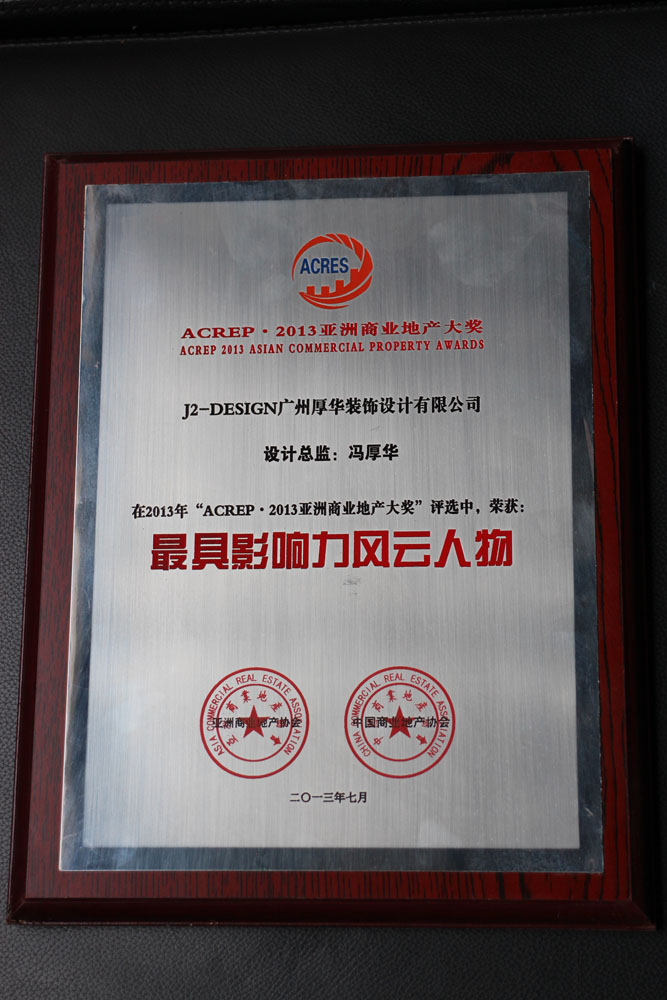 ACRES
ACREP·2013亚洲商业地产大奖
ACREP 2013 ASIAN COMMERCIAL PROPERTY AWARDS
J2-DESIGN广州厚华装饰设计有限公司
设计总监：冯厚华
在2013年“ACREP·2013亚洲商业地产大奖”评选中，荣获：
最具影响力风云人物
ASIA COMMERCIAL REAL ESTATE ASSOCIATION
亚洲商业地产协会
CHINA COMMERCIAL REAL ESTATE ASSOCIATION
中国商业地产协会
二〇一三年七月